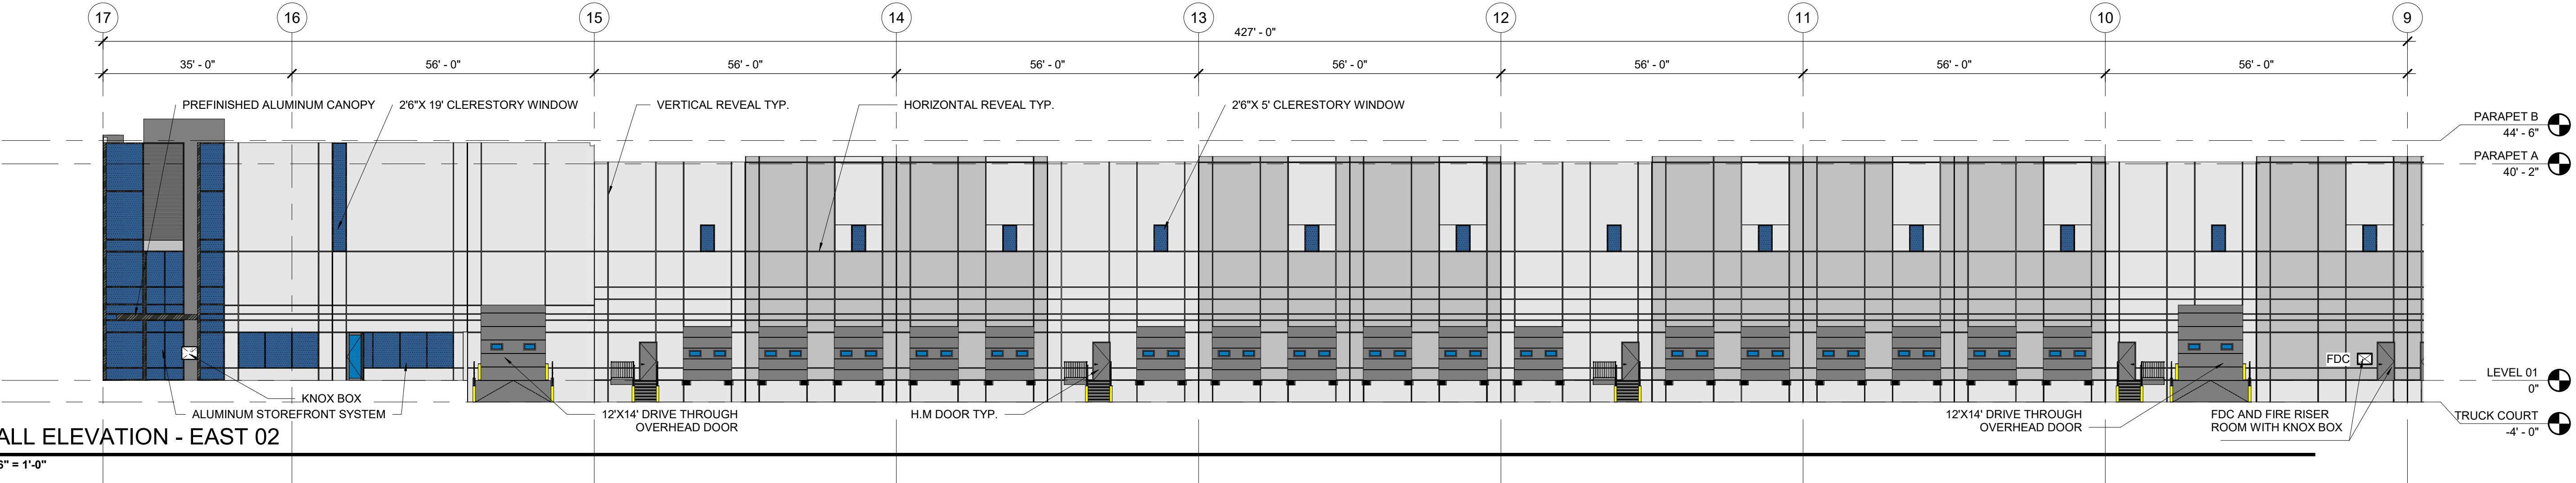 17 16 15 14 13 12 11 10 9
427' - 0"
35' - 0" 56' - 0" 56' - 0" 56' - 0" 56' - 0" 56' - 0" 56' - 0" 56' - 0"
PREFINISHED ALUMINUM CANOPY
2'6"X 19' CLERESTORY WINDOW
VERTICAL REVEAL TYP.
HORIZONTAL REVEAL TYP.
2'6"X 5' CLERESTORY WINDOW
PARAPET B
44' - 6"
PARAPET A
40' - 2"
FDC
LEVEL 01
0"
KNOX BOX
ALUMINUM STOREFRONT SYSTEM
12'X14' DRIVE THROUGH
OVERHEAD DOOR
H.M DOOR TYP.
12'X14' DRIVE THROUGH
OVERHEAD DOOR
FDC AND FIRE RISER
ROOM WITH KNOX BOX
TRUCK COURT
-4' - 0"
ALL ELEVATION - EAST 02
6" = 1'-0"